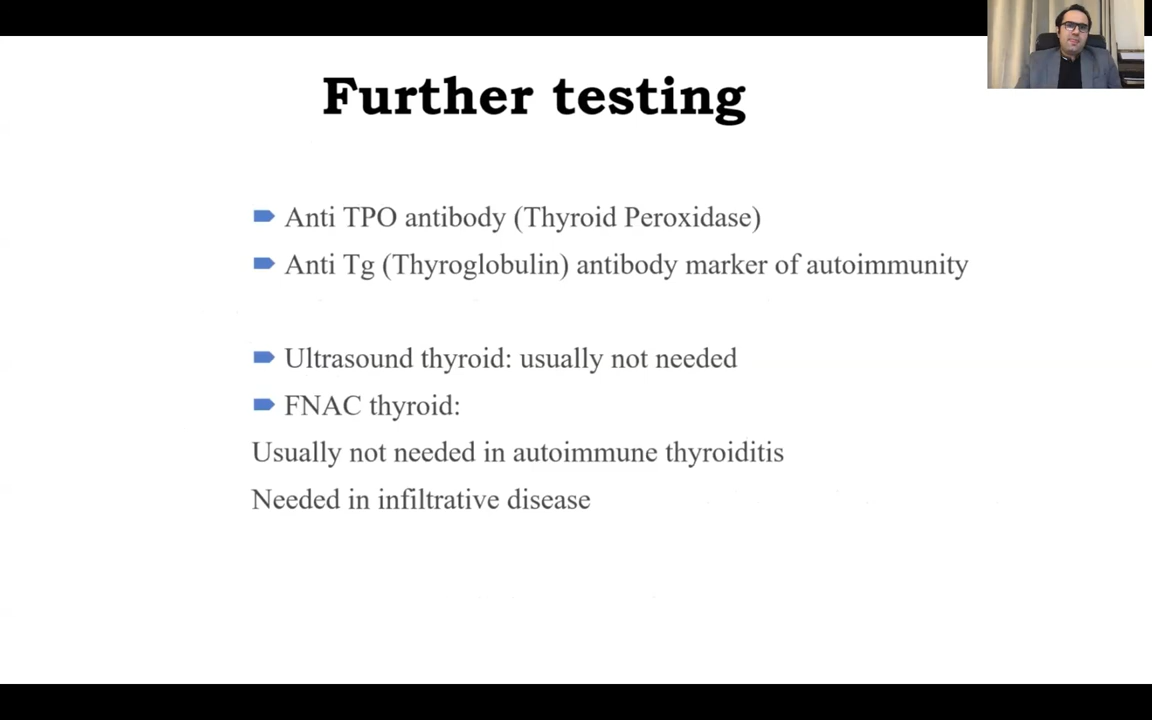 Further testing
Anti TPO antibody (Thyroid Peroxidase)
Anti Tg (Thyroglobulin) antibody marker of autoimmunity
Ultrasound thyroid: usually not needed
FNAC thyroid:
Usually not needed in autoimmune thyroiditis
Needed in infiltrative disease